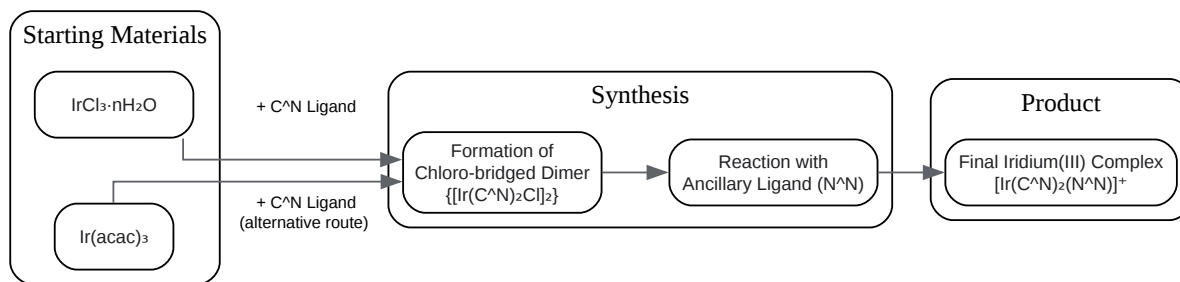 Starting Materials
IrCl₃·nH₂O
Ir(acac)₃
+ C^N Ligand
+ C^N Ligand
(alternative route)
Synthesis
Formation of
Chloro-bridged Dimer
{[Ir(C^N)₂Cl]₂}
Reaction with
Ancillary Ligand (N^N)
Product
Final Iridium(III) Complex
[Ir(C^N)₂(N^N)]⁺